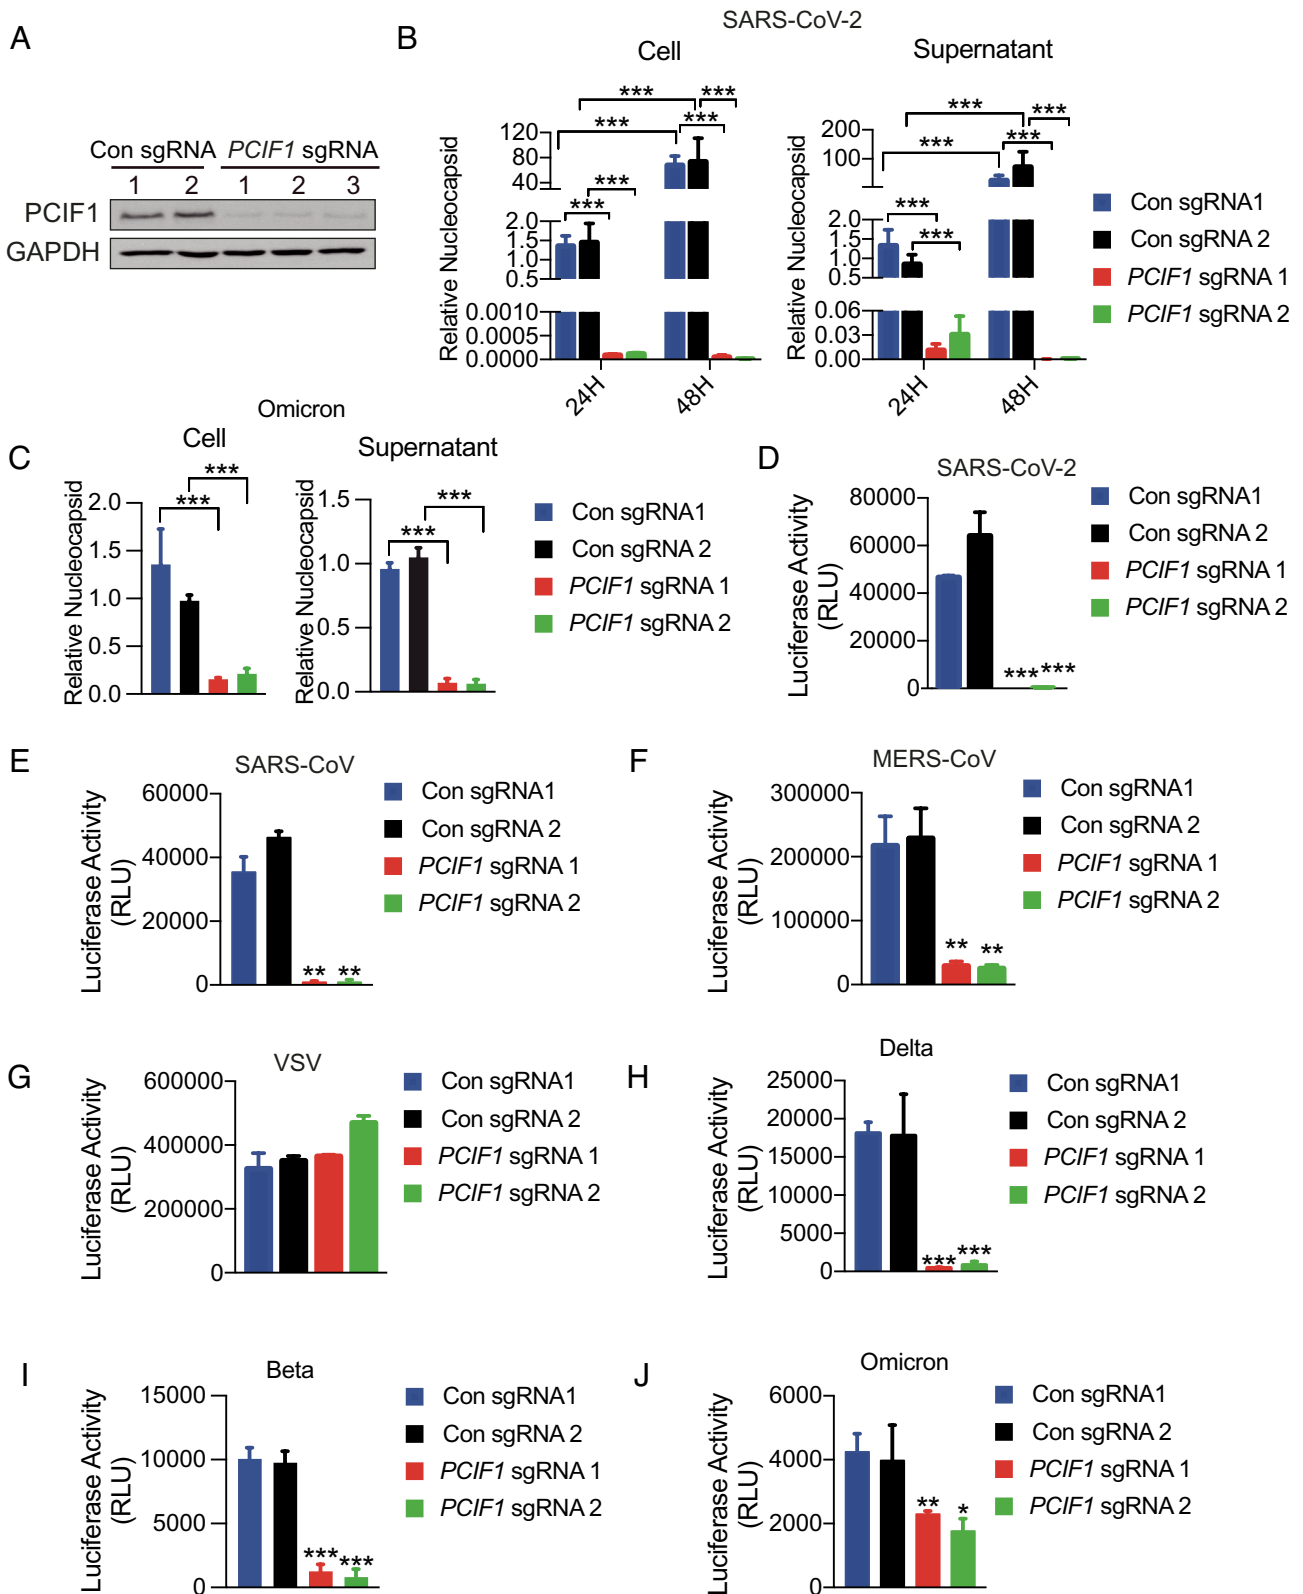 A
Con sgRNA PCIF1 sgRNA
1 2 1 2 3
PCIF1
GAPDH
B
SARS-CoV-2
Cell
Relative Nucleocapsid
120
80
40
2.0
1.5
1.0
0.5
0.0010
0.0005
0.0000
*** ***
*** ***
***
***
24H 48H
Supernatant
Relative Nucleocapsid
200
100
2.0
1.5
1.0
0.5
0.06
0.03
0.00
*** ***
*** ***
***
***
24H 48H
Con sgRNA1
Con sgRNA 2
PCIF1 sgRNA 1
PCIF1 sgRNA 2
C
Omicron
Cell
Relative Nucleocapsid
2.0
1.5
1.0
0.5
0.0
***
***
Supernatant
Relative Nucleocapsid
1.5
1.0
0.5
0.0
***
***
Con sgRNA1
Con sgRNA 2
PCIF1 sgRNA 1
PCIF1 sgRNA 2
D
SARS-CoV-2
Luciferase Activity
(RLU)
80000
60000
40000
20000
0
*** ***
Con sgRNA1
Con sgRNA 2
PCIF1 sgRNA 1
PCIF1 sgRNA 2
E
SARS-CoV
Luciferase Activity
(RLU)
60000
40000
20000
0
** **
Con sgRNA1
Con sgRNA 2
PCIF1 sgRNA 1
PCIF1 sgRNA 2
F
MERS-CoV
Luciferase Activity
(RLU)
300000
200000
100000
0
** **
Con sgRNA1
Con sgRNA 2
PCIF1 sgRNA 1
PCIF1 sgRNA 2
G
VSV
Luciferase Activity
(RLU)
600000
400000
200000
0
Con sgRNA1
Con sgRNA 2
PCIF1 sgRNA 1
PCIF1 sgRNA 2
H
Delta
Luciferase Activity
(RLU)
25000
20000
15000
10000
5000
0
*** ***
Con sgRNA1
Con sgRNA 2
PCIF1 sgRNA 1
PCIF1 sgRNA 2
I
Beta
Luciferase Activity
(RLU)
15000
10000
5000
0
*** ***
Con sgRNA1
Con sgRNA 2
PCIF1 sgRNA 1
PCIF1 sgRNA 2
J
Omicron
Luciferase Activity
(RLU)
6000
4000
2000
0
** *
Con sgRNA1
Con sgRNA 2
PCIF1 sgRNA 1
PCIF1 sgRNA 2